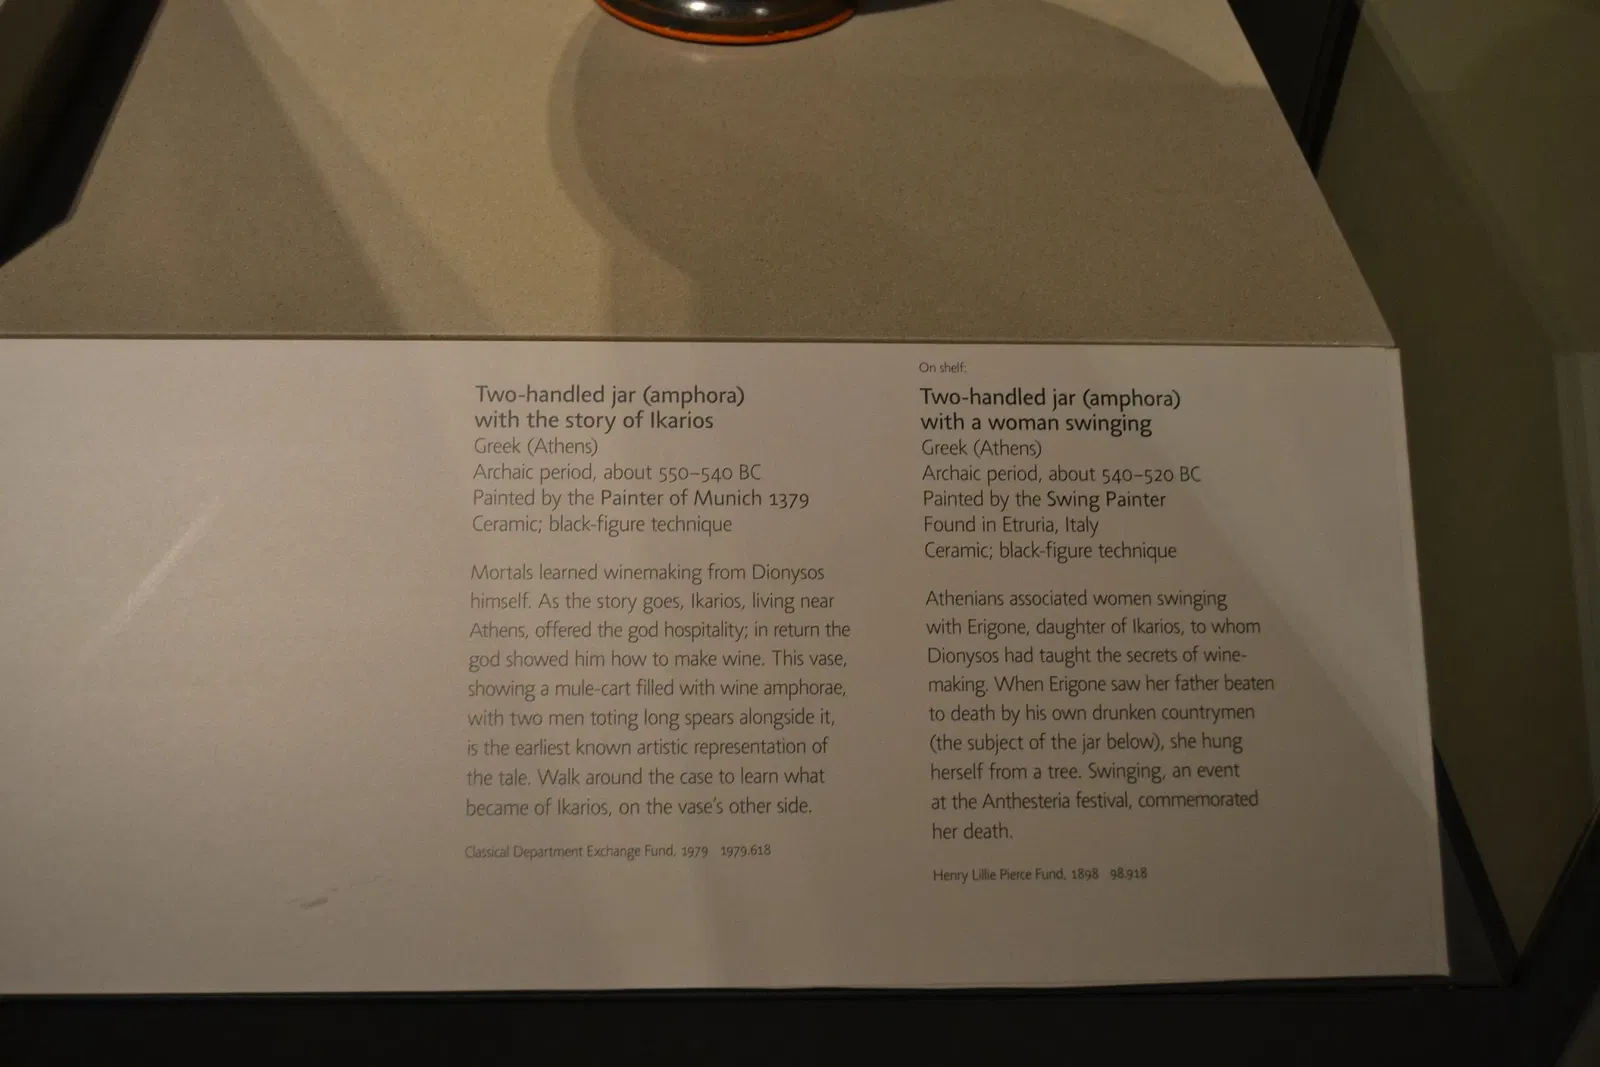 Two-handled jar (amphora)
with the story of Ikarios
Greek (Athens)
Archaic period, about 550–540 BC
Painted by the Painter of Munich 1379
Ceramic; black-figure technique
Mortals learned winemaking from Dionysos
himself. As the story goes, Ikarios, living near
Athens, offered the god hospitality; in return the
god showed him how to make wine. This vase,
showing a mule-cart filled with wine amphorae,
with two men toting long spears alongside it,
is the earliest known artistic representation of
the tale. Walk around the case to learn what
became of Ikarios, on the vase's other side.
Classical Department Exchange Fund, 1979 1979.618
On shelf:
Two-handled jar (amphora)
with a woman swinging
Greek (Athens)
Archaic period, about 540–520 BC
Painted by the Swing Painter
Found in Etruria, Italy
Ceramic; black-figure technique
Athenians associated women swinging
with Erigone, daughter of Ikarios, to whom
Dionysos had taught the secrets of wine-
making. When Erigone saw her father beaten
to death by his own drunken countrymen
(the subject of the jar below), she hung
herself from a tree. Swinging, an event
at the Anthesteria festival, commemorated
her death.
Henry Lillie Pierce Fund, 1898 98.918